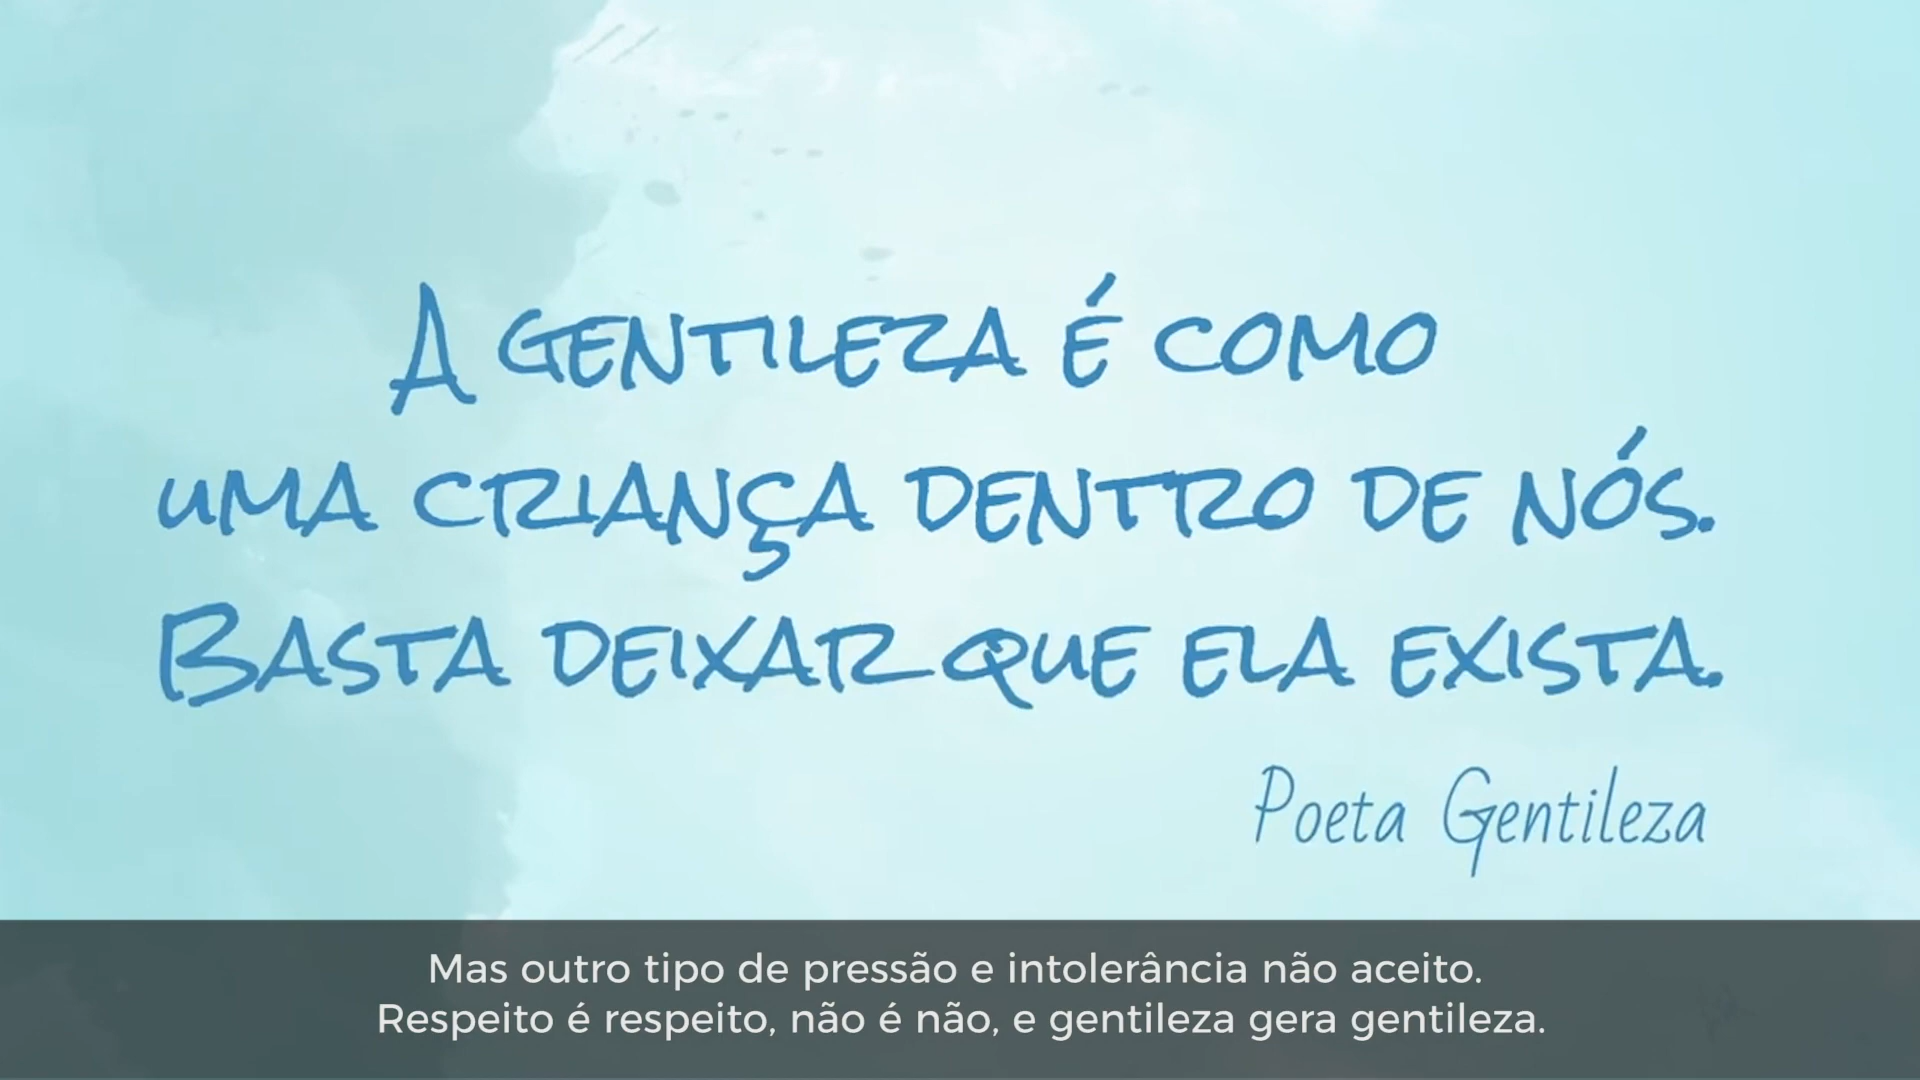 A gentileza é como
uma criança dentro de nós.
Basta deixar que ela exista.
Poeta Gentileza
Mas outro tipo de pressão e intolerância não aceito.
Respeito é respeito, não é não, e gentileza gera gentileza.